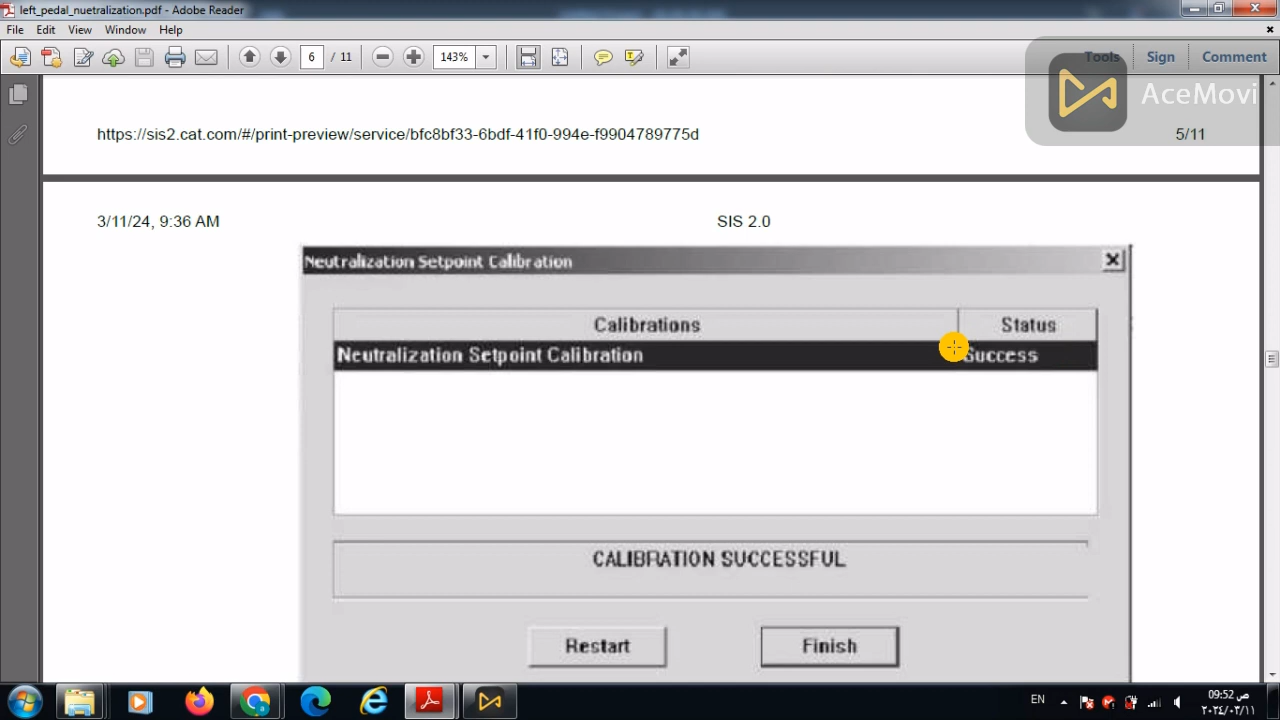 left_pedal_nuetralization.pdf - Adobe Reader
File Edit View Window Help
6 / 11 143% Tools Sign Comment
AceMovi
https://sis2.cat.com/#/print-preview/service/bfc8bf33-6bdf-41f0-994e-f9904789775d 5/11
3/11/24, 9:36 AM SIS 2.0
Neutralization Setpoint Calibration
Calibrations Status
Neutralization Setpoint Calibration Success
CALIBRATION SUCCESSFUL
Restart Finish
EN 09:52 ص
٢٠٢٤/٠٣/١١